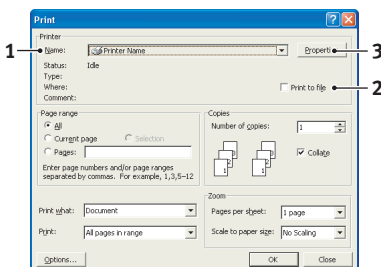 Print
Printer
1 Name: Printer Name Properti 3
Status: Idle
Type:
Where: Print to file 2
Comment:
Page range
All
Current page Selection
Pages:
Enter page numbers and/or page ranges
separated by commas. For example, 1,3,5–12
Copies
Number of copies: 1
Collate
Print what: Document
Print: All pages in range
Zoom
Pages per sheet: 1 page
Scale to paper size: No Scaling
Options... OK Close